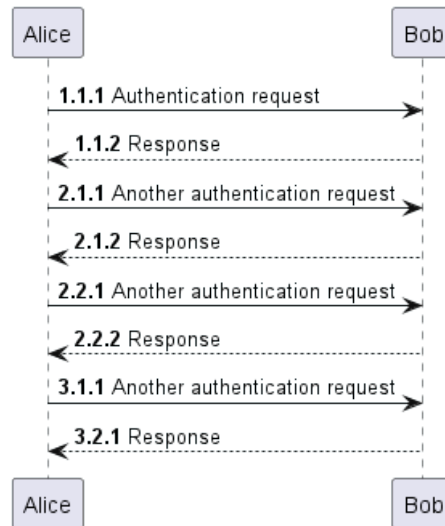 Alice Bob
1.1.1 Authentication request
1.1.2 Response
2.1.1 Another authentication request
2.1.2 Response
2.2.1 Another authentication request
2.2.2 Response
3.1.1 Another authentication request
3.2.1 Response
Alice Bob